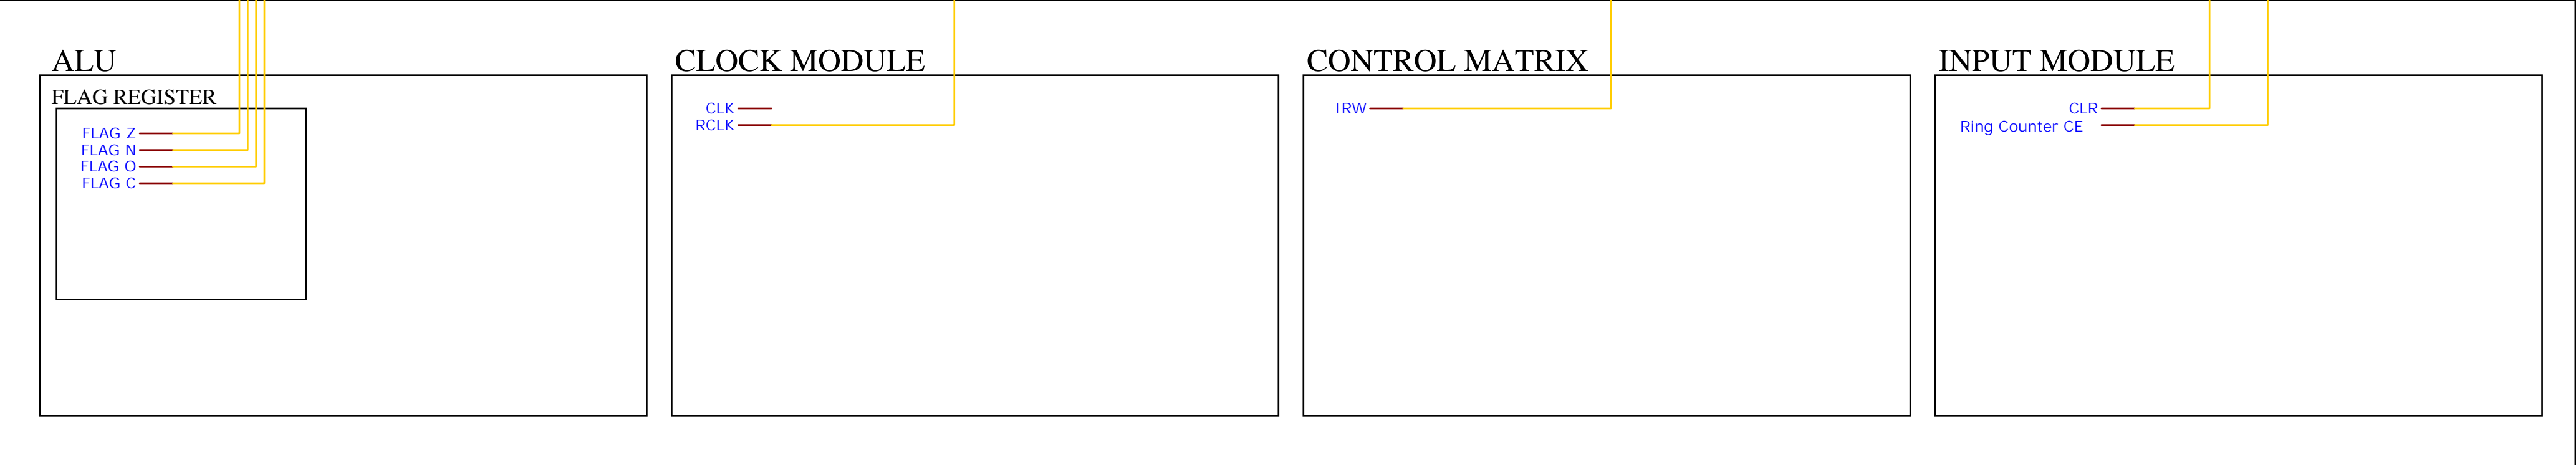 ALU
FLAG REGISTER
FLAG Z
FLAG N
FLAG O
FLAG C
CLOCK MODULE
CLK
RCLK
CONTROL MATRIX
IRW
INPUT MODULE
CLR
Ring Counter CE